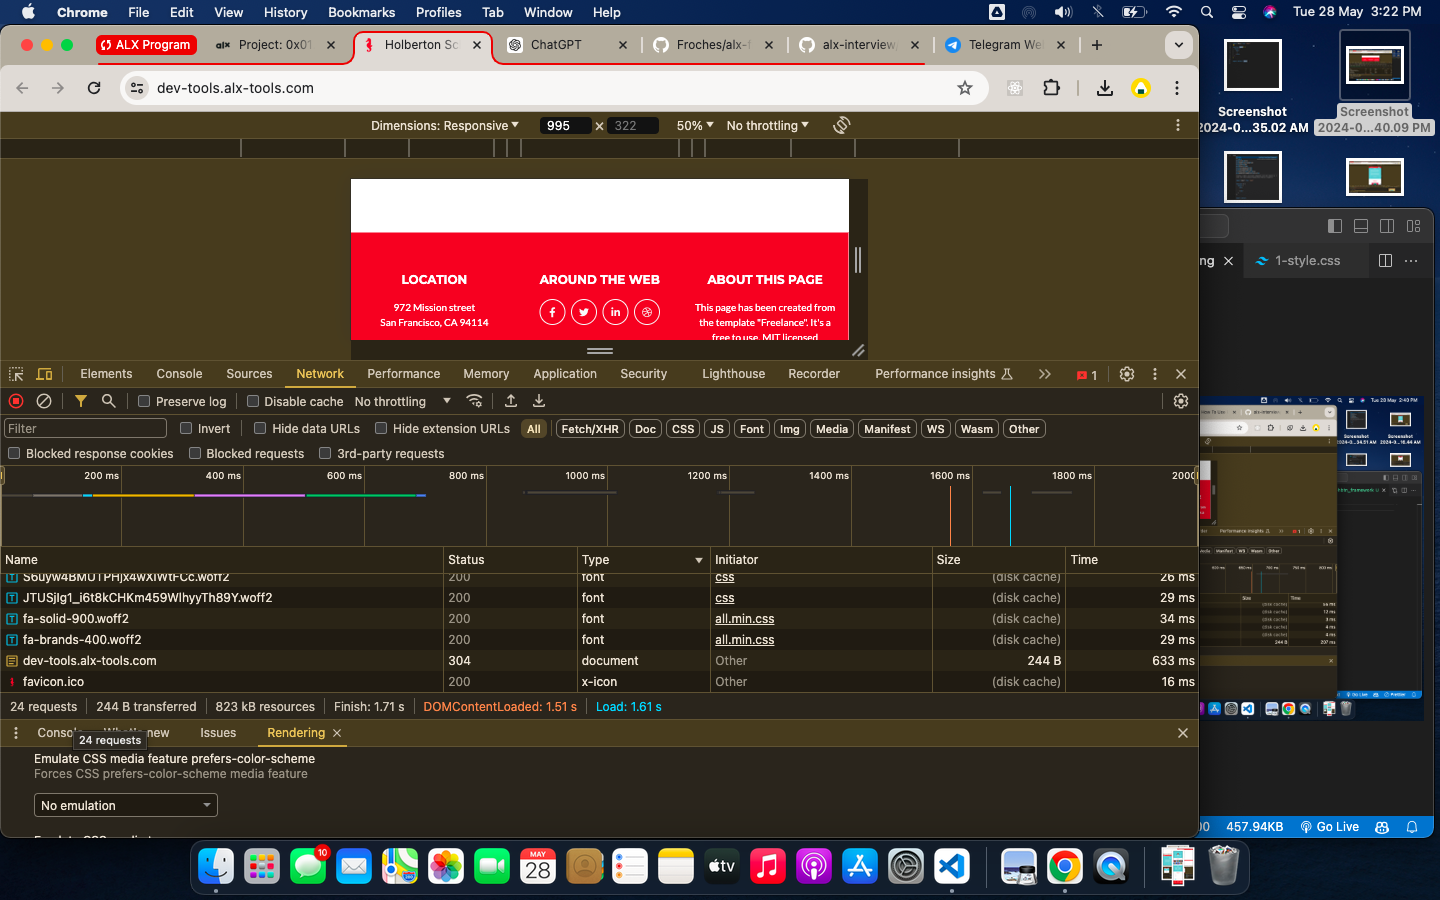 Chrome File Edit View History Bookmarks Profiles Tab Window Help
Tue 28 May 3:22 PM
ALX Program
alx Project: 0x01
Holberton Sc
ChatGPT
Froches/alx-
alx-interview
Telegram We
dev-tools.alx-tools.com
Dimensions: Responsive 995 × 322 50% No throttling
LOCATION
972 Mission street
San Francisco, CA 94114
AROUND THE WEB
ABOUT THIS PAGE
This page has been created from
the template "Freelance". It's a
free to use, MIT licensed
Elements Console Sources Network Performance Memory Application Security Lighthouse Recorder Performance insights 1
Preserve log Disable cache No throttling
Filter Invert Hide data URLs Hide extension URLs All Fetch/XHR Doc CSS JS Font Img Media Manifest WS Wasm Other
Blocked response cookies Blocked requests 3rd-party requests
200 ms 400 ms 600 ms 800 ms 1000 ms 1200 ms 1400 ms 1600 ms 1800 ms 2000
Name Status Type Initiator Size Time
S6uyw4BMUTPHjx4wXiWtFCc.woff2 200 font css (disk cache) 26 ms
JTUSjIg1_i6t8kCHKm459WlhyyTh89Y.woff2 200 font css (disk cache) 29 ms
fa-solid-900.woff2 200 font all.min.css (disk cache) 34 ms
fa-brands-400.woff2 200 font all.min.css (disk cache) 29 ms
dev-tools.alx-tools.com 304 document Other 244 B 633 ms
favicon.ico 200 x-icon Other (disk cache) 16 ms
24 requests 244 B transferred 823 kB resources Finish: 1.71 s DOMContentLoaded: 1.51 s Load: 1.61 s
Console What's new Issues Rendering
24 requests
Emulate CSS media feature prefers-color-scheme
Forces CSS prefers-color-scheme media feature
No emulation
Screenshot
2024-0...35.02 AM
Screenshot
2024-0...40.09 PM
ng
1-style.css
Tue 28 May 2:43 PM
457.94KB Go Live
10
MAY
28
tv